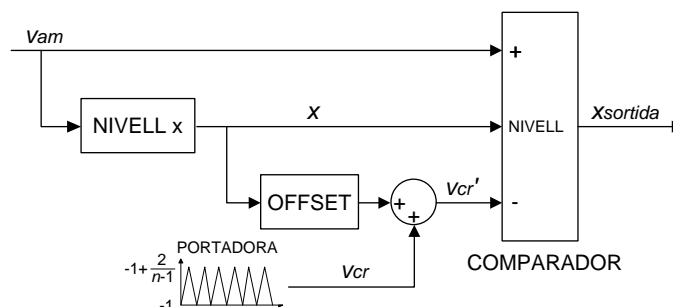 Vam
+
NIVELL x
x
NIVELL
xsortida
OFFSET
+
+
Vcr'
-
PORTADORA
-1+ 2/n-1
-1
Vcr
COMPARADOR